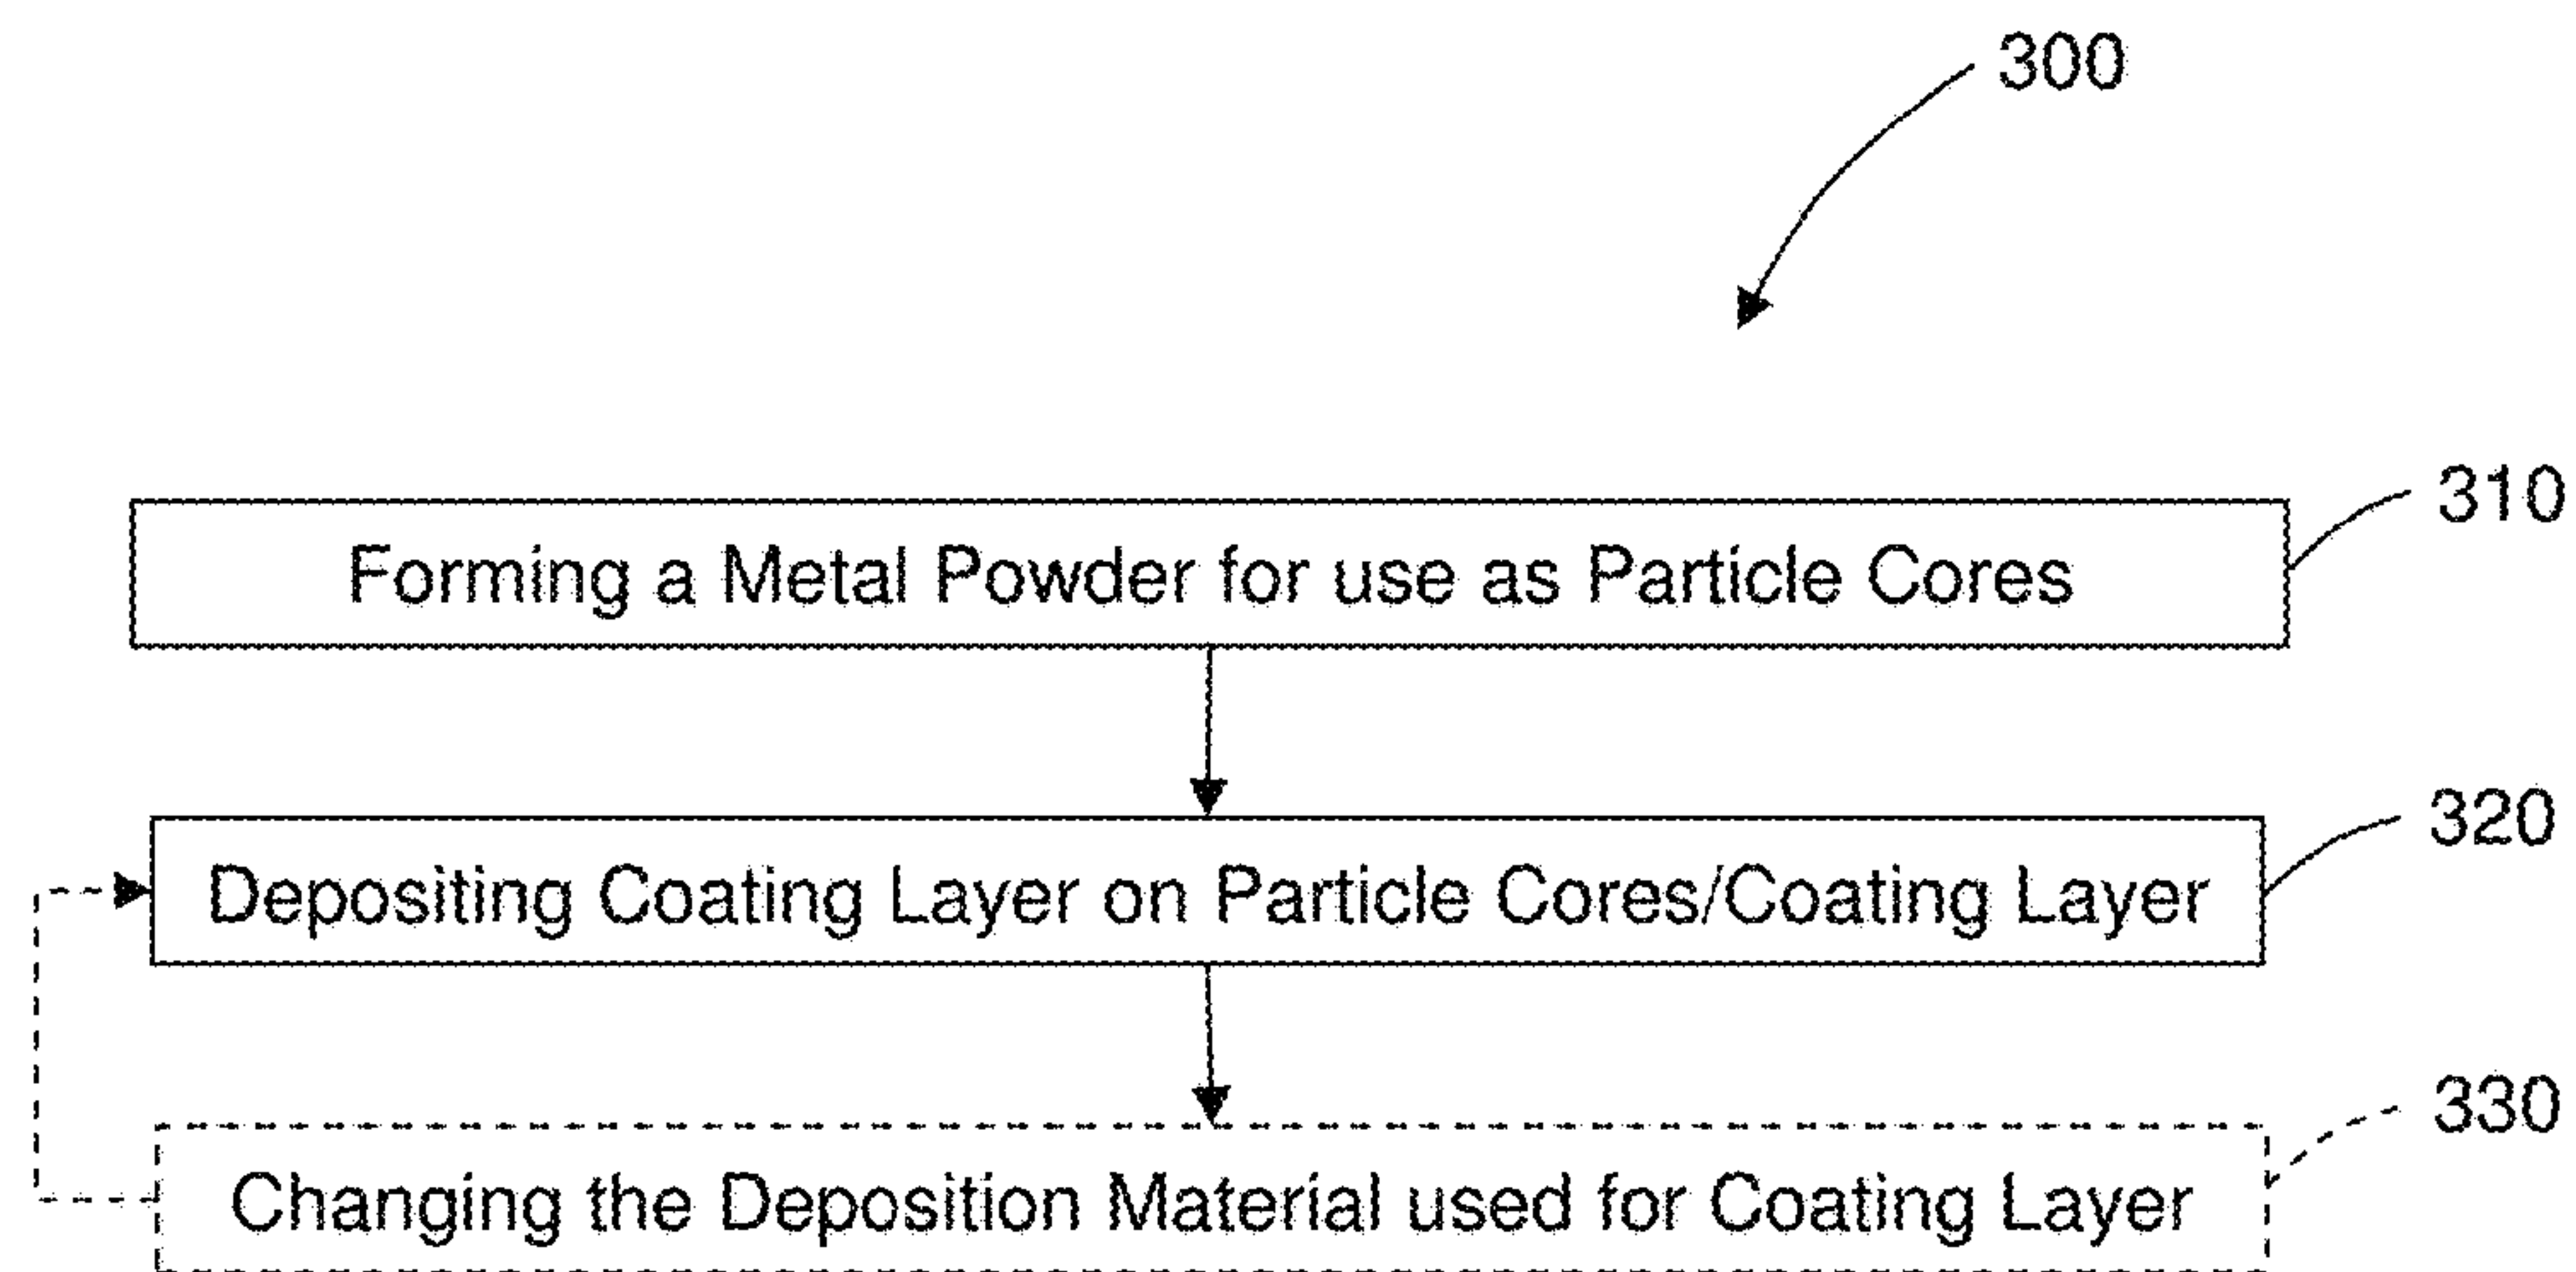 300
310
Forming a Metal Powder for use as Particle Cores
320
Depositing Coating Layer on Particle Cores/Coating Layer
330
Changing the Deposition Material used for Coating Layer